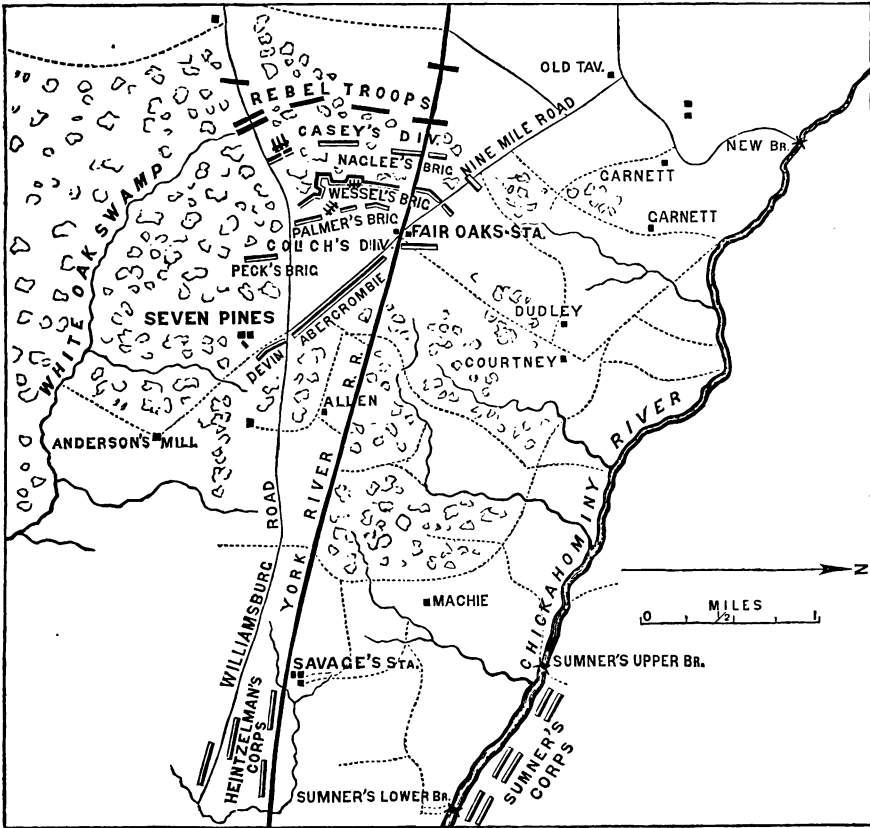 OLD TAV.
REBEL TROOPS
CASEY'S DIV.
NINE MILE ROAD
NEW BR.
NAGLEE'S BRIG
GARNETT
WESSEL'S BRIG.
GARNETT
PALMER'S BRIG
FAIR OAKS STA.
COUCH'S DIV.
PECK'S BRIG
WHITE OAK SWAMP
ABERCROMBIE
DUDLEY
SEVEN PINES
DEVIN
COURTNEY
ALLEN
ANDERSON'S MILL
YORK RIVER R.R.
CHICKAHOMINY RIVER
WILLIAMSBURG ROAD
N
MILES
0 1/2 1
MACHIE
SAVAGE'S STA.
SUMNER'S UPPER BR.
HEINTZELMAN'S
CORPS
SUMNER'S
CORPS
SUMNER'S LOWER BR.